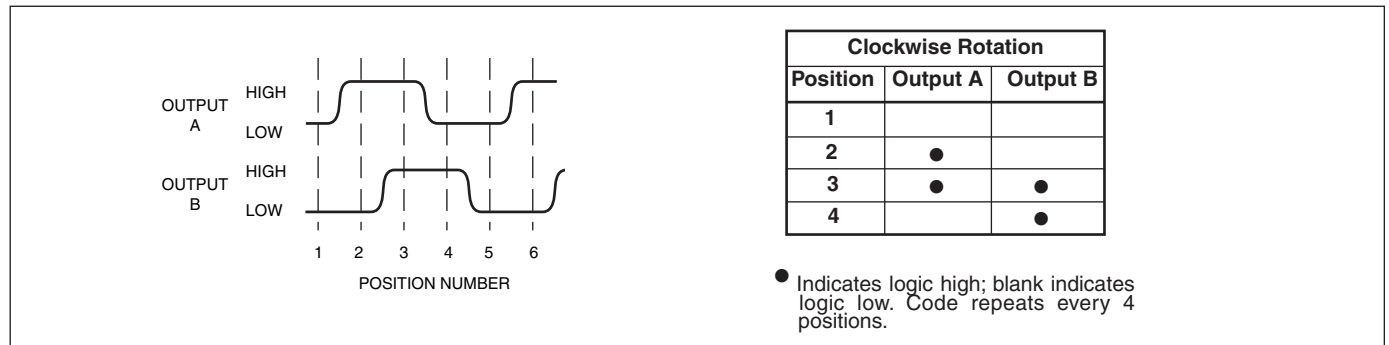 OUTPUT
A
HIGH
LOW
OUTPUT
B
HIGH
LOW
1 2 3 4 5 6
POSITION NUMBER
Clockwise Rotation
Position Output A Output B
1
2 ●
3 ● ●
4 ●
● Indicates logic high; blank indicates
logic low. Code repeats every 4
positions.